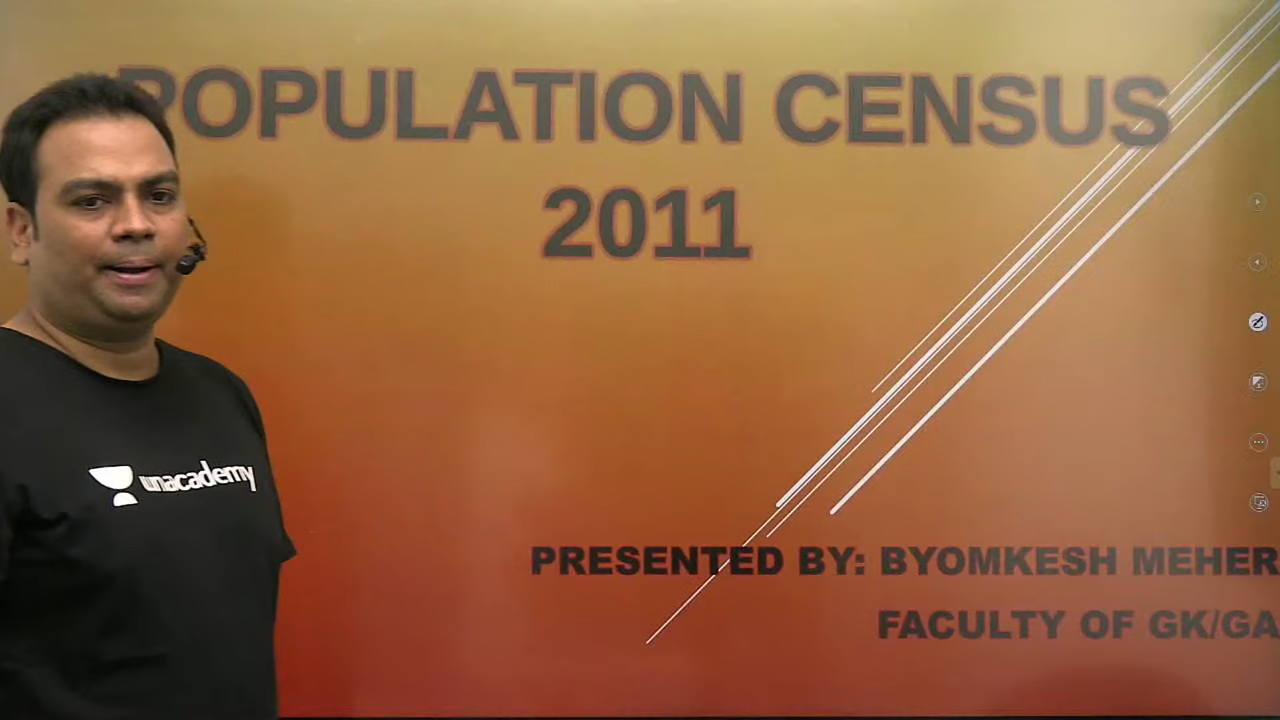 POPULATION CENSUS
2011
unacademy
PRESENTED BY: BYOMKESH MEHER
FACULTY OF GK/GA